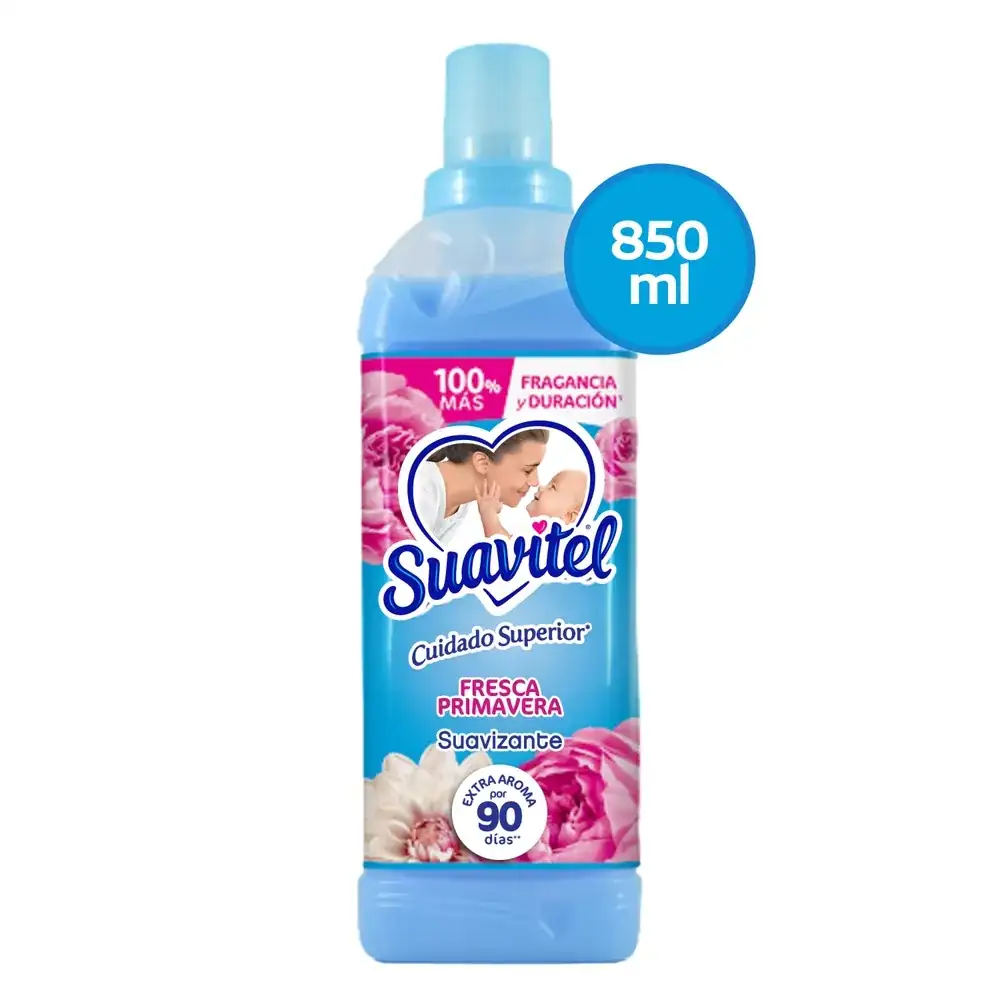 850
ml
100%
MÁS
FRAGANCIA
y DURACIÓN*
Suavitel®
Cuidado Superior*
FRESCA
PRIMAVERA
Suavizante
EXTRA AROMA
por
90
días**